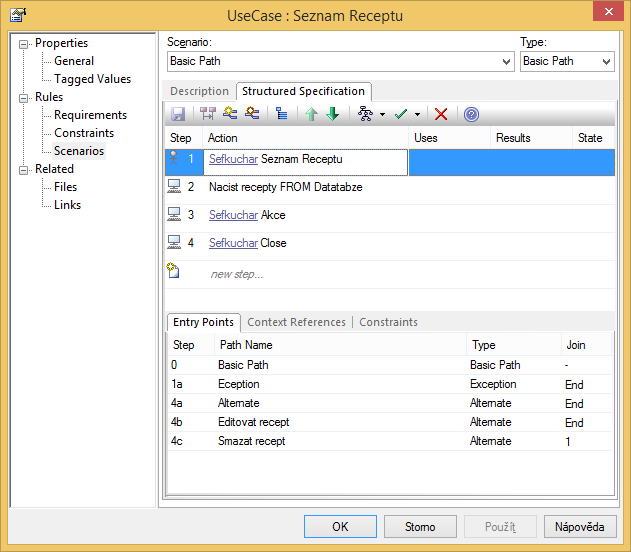 UseCase : Seznam Receptu
Properties
General
Tagged Values
Rules
Requirements
Constraints
Scenarios
Related
Files
Links
Scenario: Type:
Basic Path Basic Path
Description Structured Specification
Step Action Uses Results State
1 Sefkuchar Seznam Receptu
2 Nacist recepty FROM Datatabze
3 Sefkuchar Akce
4 Sefkuchar Close
new step...
Entry Points Context References Constraints
Step Path Name Type Join
0 Basic Path Basic Path -
1a Eception Exception End
4a Alternate Alternate End
4b Editovat recept Alternate End
4c Smazat recept Alternate 1
OK Storno Použít Nápověda